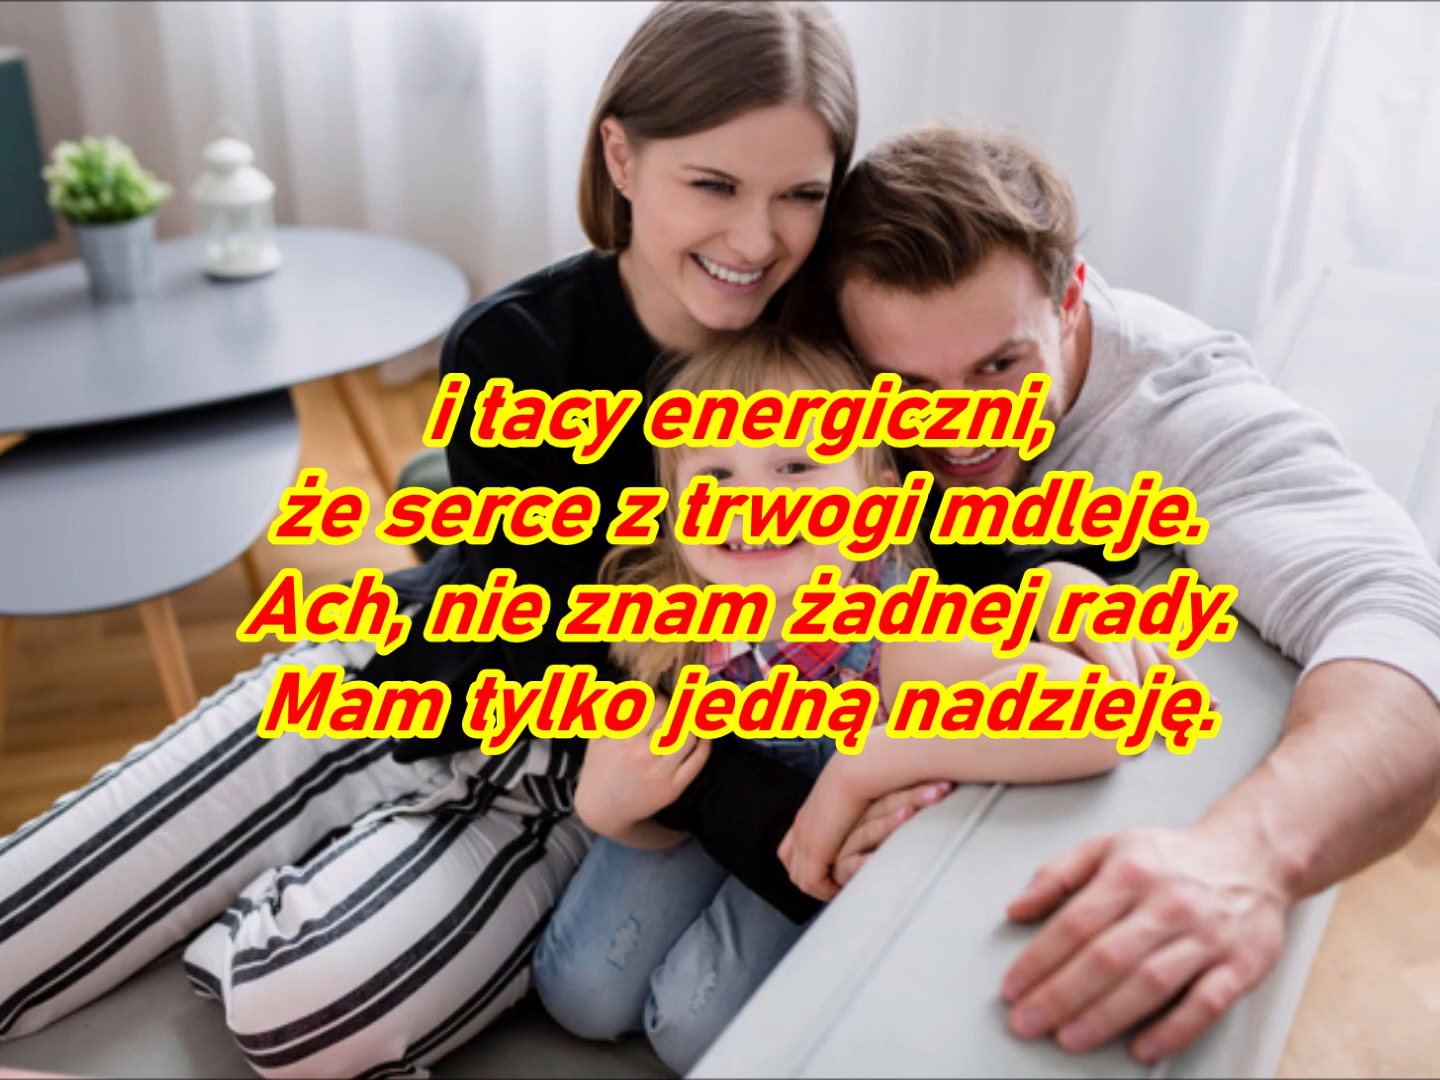 i tacy energiczni,
że serce z trwogi mdleje.
Ach, nie znam żadnej rady.
Mam tylko jedną nadzieję.